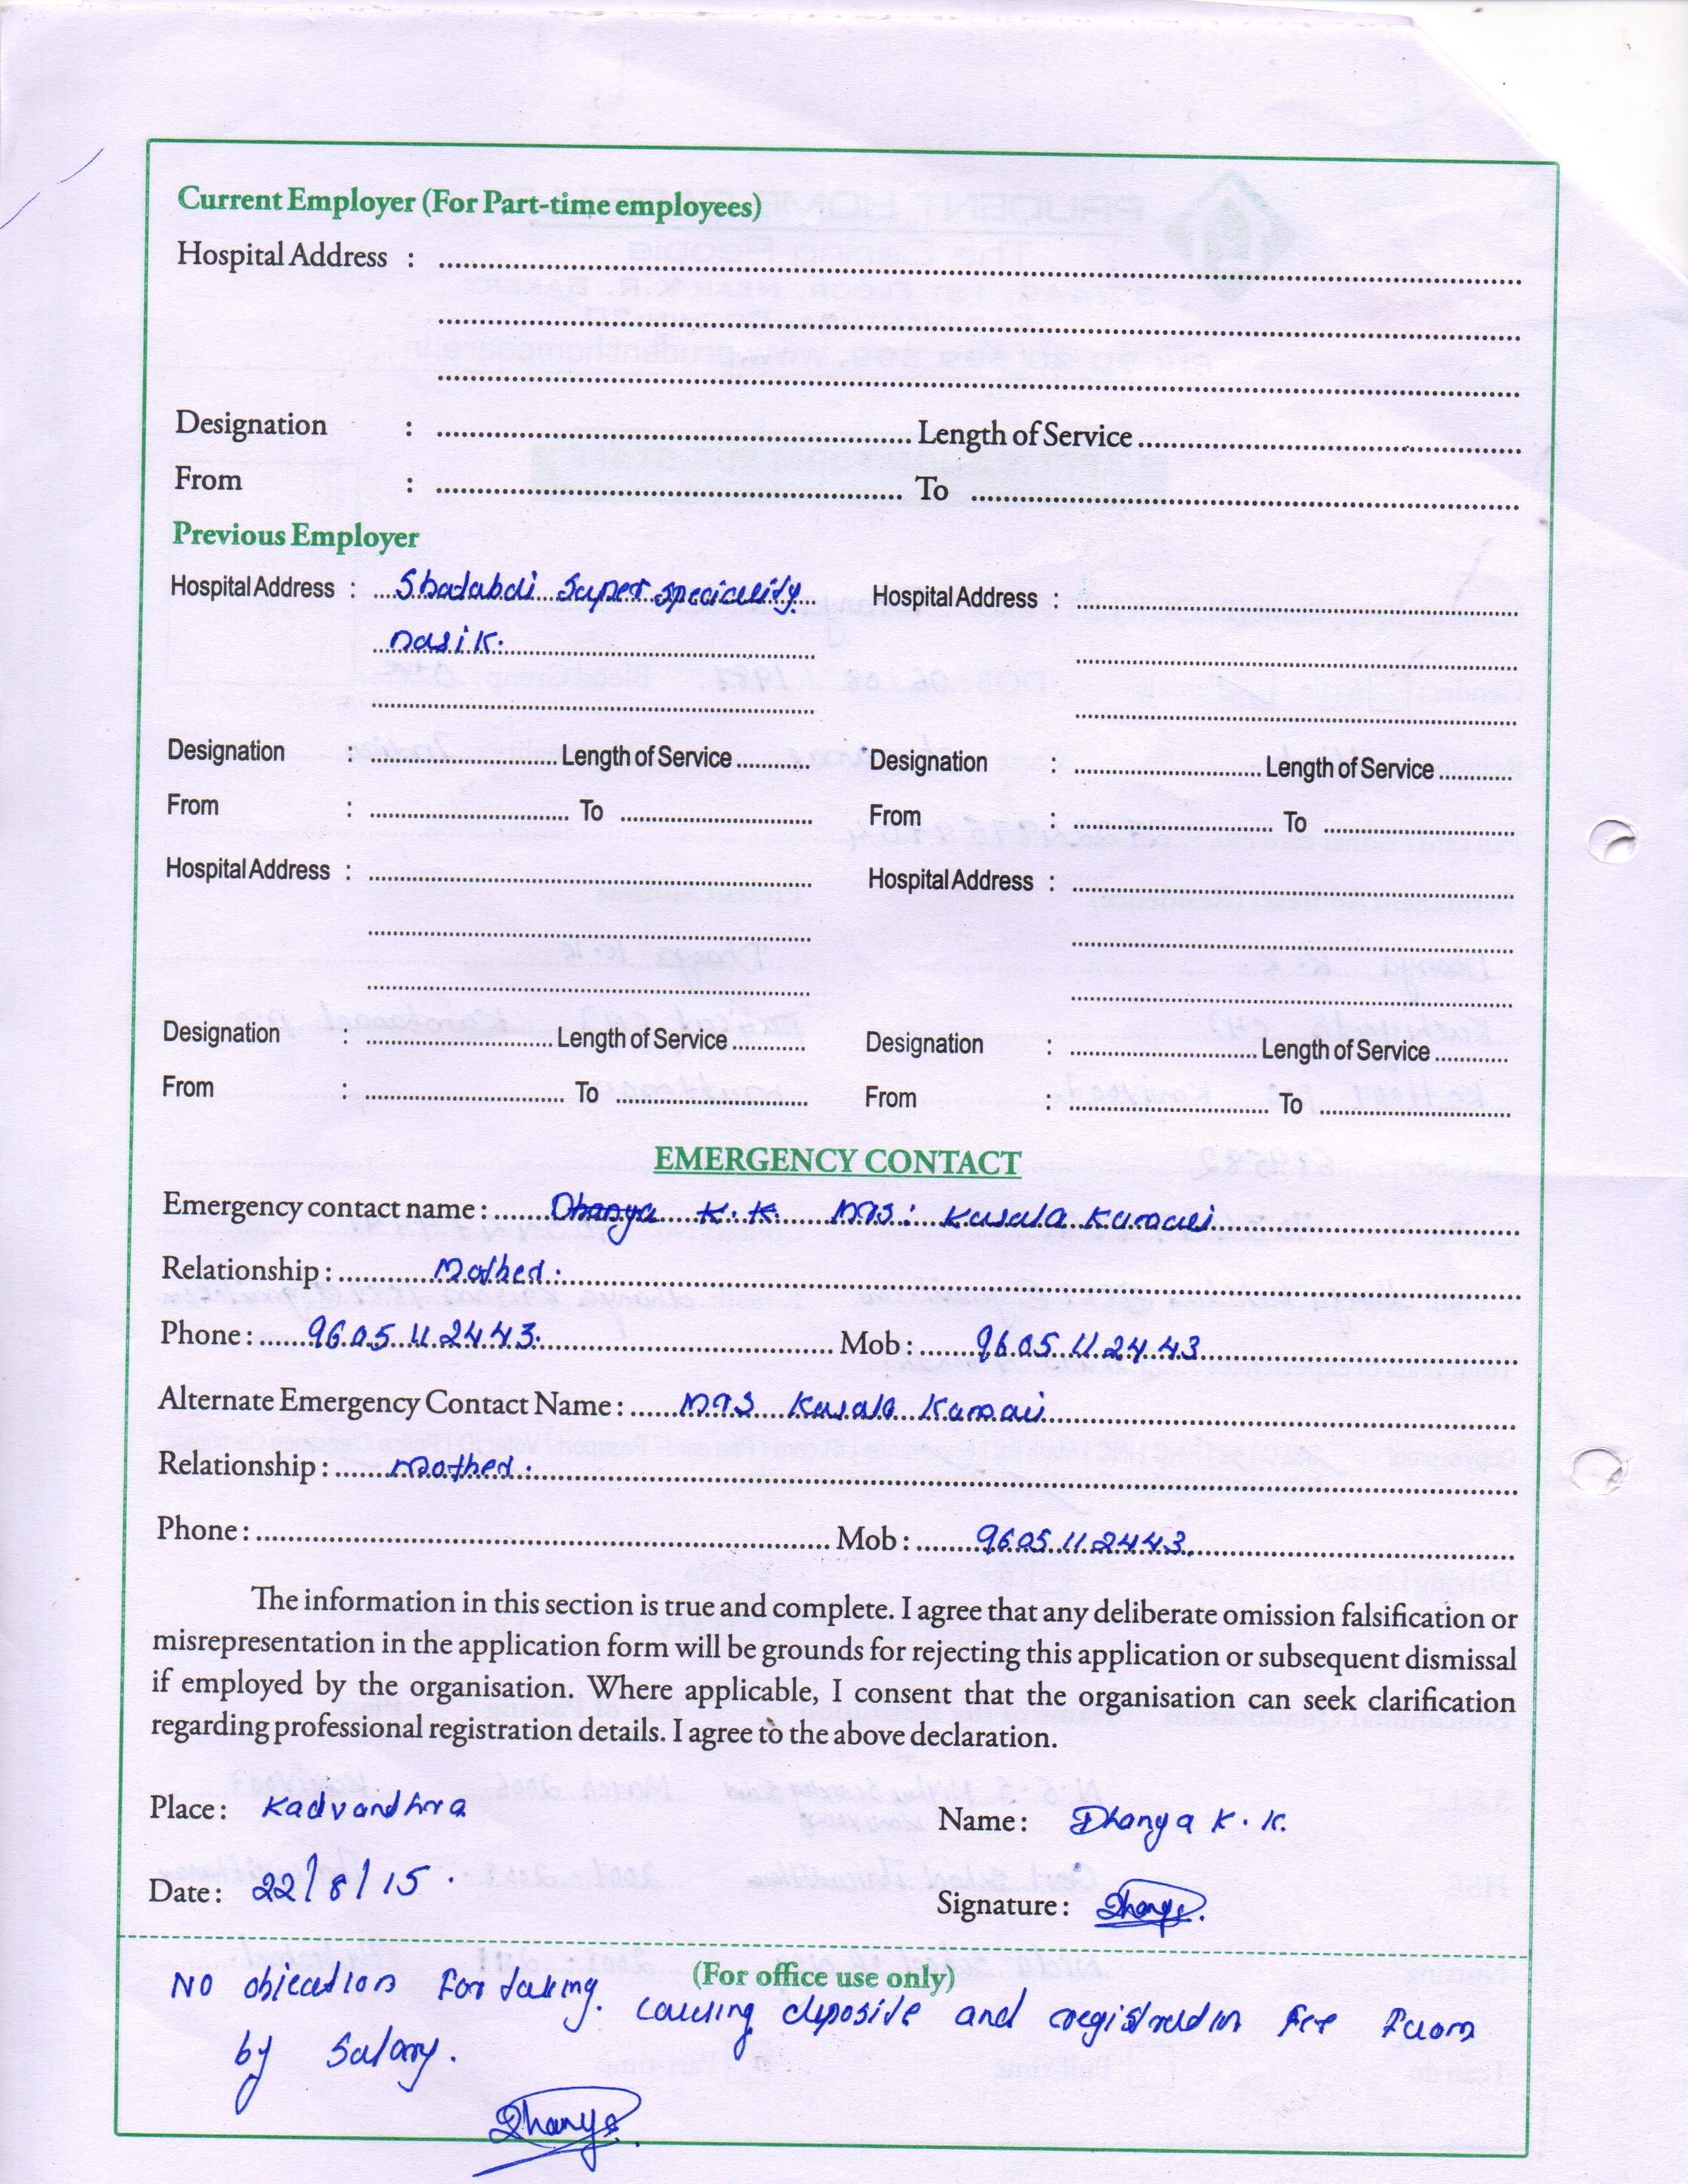 Current Employer (For Part-time employees)
Hospital Address :
Designation : Length of Service
From : To
Previous Employer
Hospital Address : Shadabdi Super speciality Hospital Address :
nasik.
Designation : Length of Service Designation : Length of Service
From : To From : To
Hospital Address : Hospital Address :
Designation : Length of Service Designation : Length of Service
From : To From : To
EMERGENCY CONTACT
Emergency contact name : Dhanya K.K. Mrs: Kusala Kumari
Relationship : Mother.
Phone : 9605112443. Mob : 9605112443
Alternate Emergency Contact Name : Mrs Kusala Kumari
Relationship : Mother.
Phone : Mob : 9605112443.
The information in this section is true and complete. I agree that any deliberate omission falsification or
misrepresentation in the application form will be grounds for rejecting this application or subsequent dismissal
if employed by the organisation. Where applicable, I consent that the organisation can seek clarification
regarding professional registration details. I agree to the above declaration.
Place : Kadvandhra
Name : Dhanya K. K.
Date : 22/8/15.
Signature : Dhanya.
(For office use only)
NO objection for taking. deposite and registration fee from
by Salary.
Dhanya.